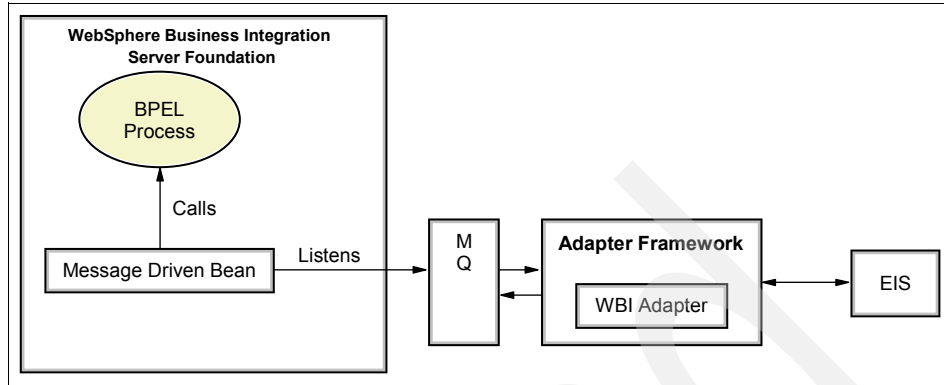 WebSphere Business Integration
Server Foundation
BPEL
Process
Calls
Message Driven Bean
Listens
M
Q
Adapter Framework
WBI Adapter
EIS